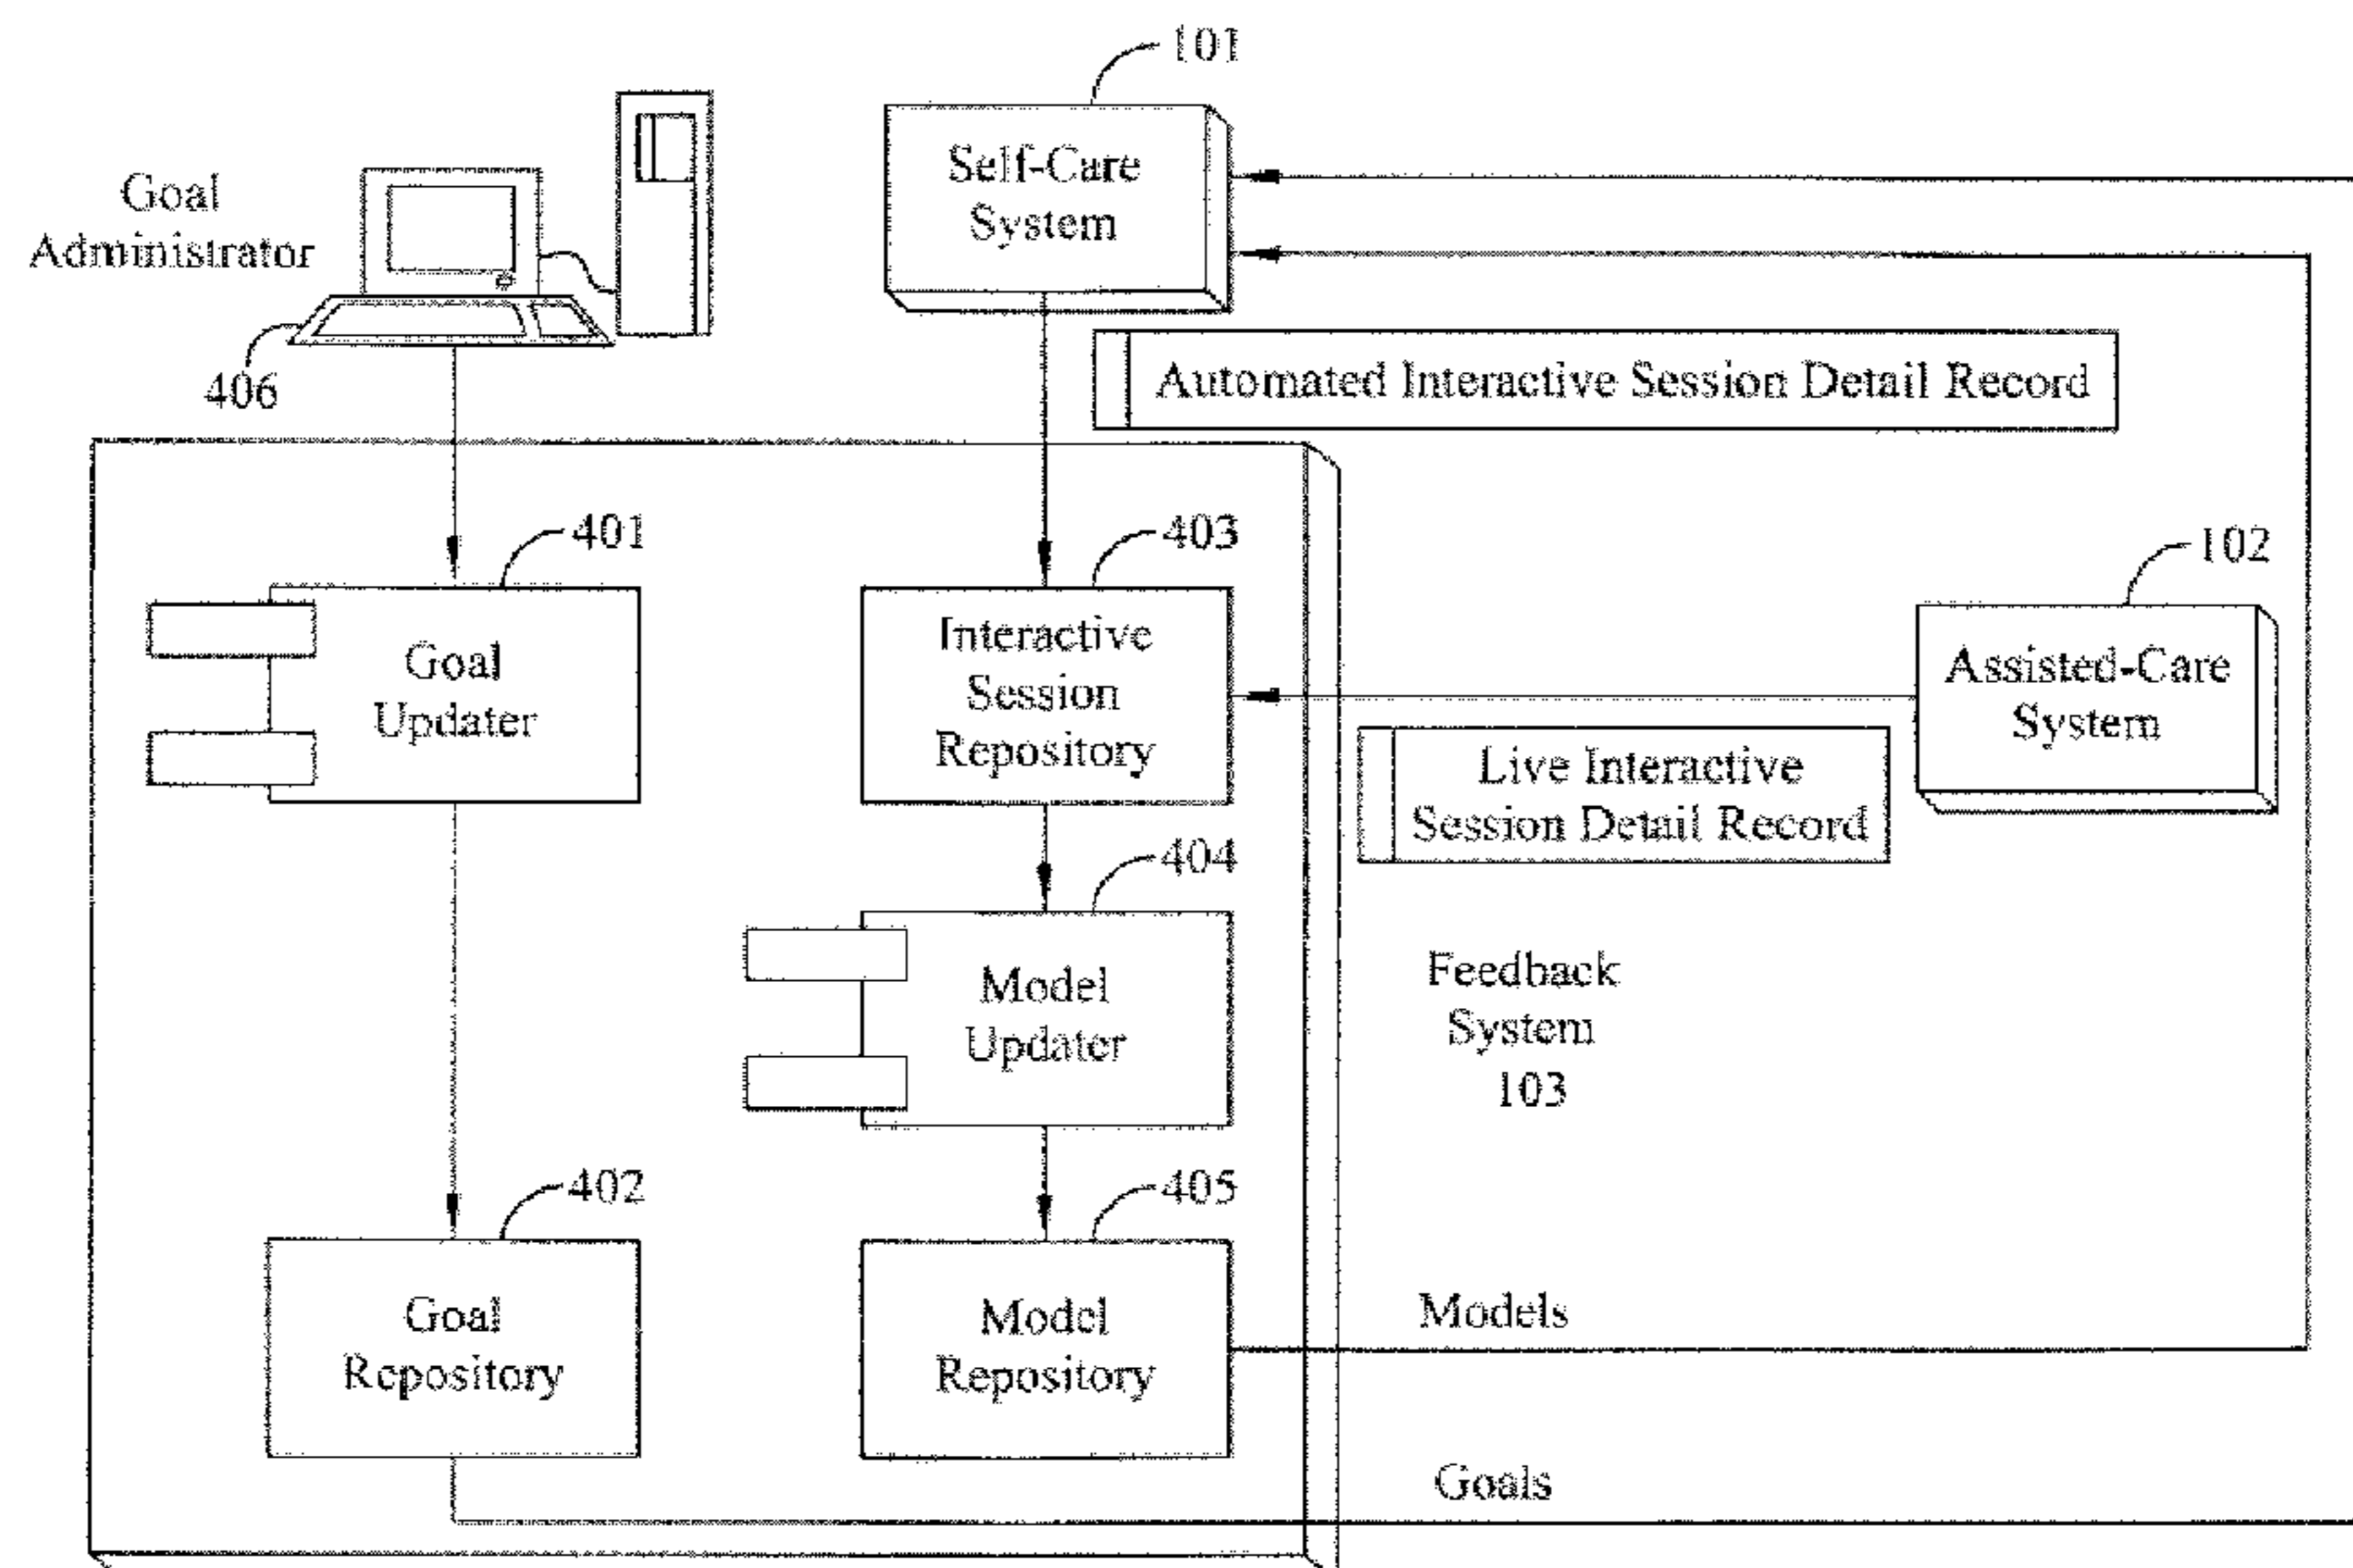 101
Goal
Administrator
Self-Care
System
406
Automated Interactive Session Detail Record
401
403
102
Goal
Updater
Interactive
Session
Repository
Assisted-Care
System
Live Interactive
Session Detail Record
404
Model
Updater
Feedback
System
103
402
405
Goal
Repository
Model
Repository
Models
Goals